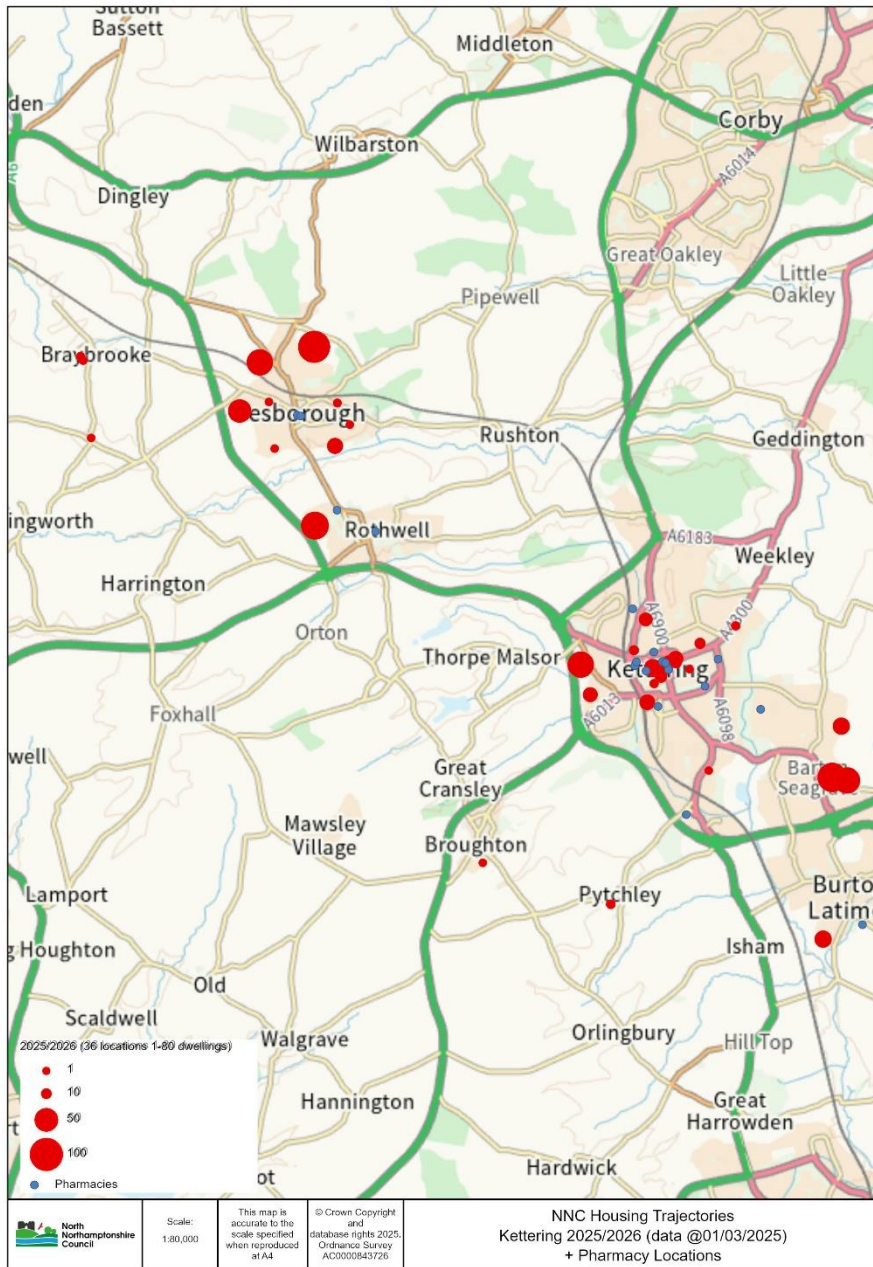 Sutton
Bassett
Middleton
den
Corby
Wilbarston
A6014
A6
Dingley
Great Oakley
Little
Oakley
Pipewell
Braybrooke
esborough
Rushton
Geddington
ingworth
Rothwell
A6183
Weekley
Harrington
A6900
A4300
Orton
Thorpe Malsor
Kettering
A6013
A6098
Foxhall
well
Great
Cransley
Barton
Seagrave
Mawsley
Village
Broughton
Lamport
Pytchley
Burto
Latime
g Houghton
Isham
Old
Scaldwell
Orlingbury
Hill Top
Walgrave
2025/2026 (36 locations 1-80 dwellings)
1
10
50
100
Pharmacies
Hannington
Great
Harrowden
rt
ot
Hardwick
North
Northamptonshire
Council
Scale:
1:80,000
This map is
accurate to the
scale specified
when reproduced
at A4
© Crown Copyright
and
database rights 2025.
Ordnance Survey
AC0000843726
NNC Housing Trajectories
Kettering 2025/2026 (data @01/03/2025)
+ Pharmacy Locations